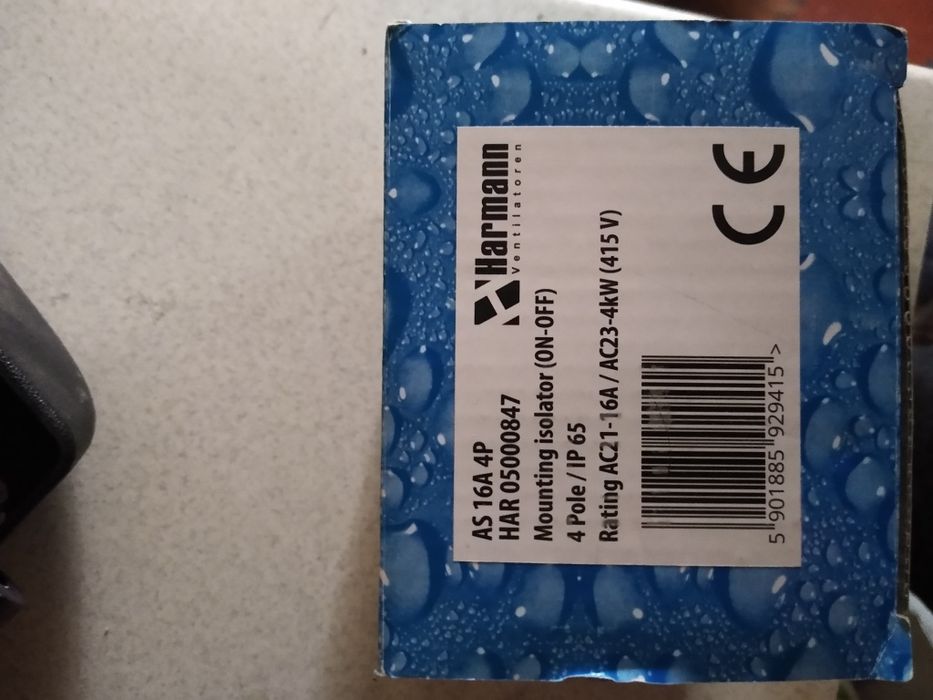 Harmann
Ventilatoren
AS 16A 4P
HAR 05000847
Mounting isolator (ON-OFF)
4 Pole / IP 65
Rating AC21-16A / AC23-4kW (415 V)
5 901885 929415 >
CE